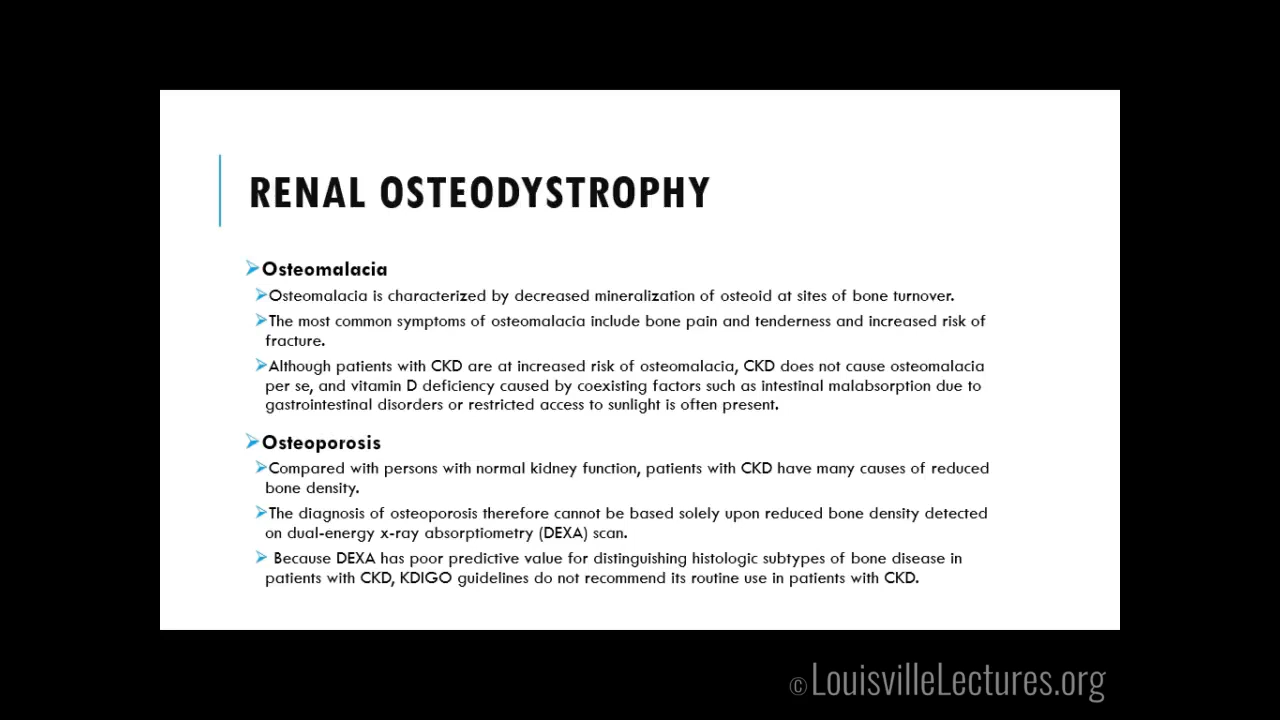 RENAL OSTEODYSTROPHY
Osteomalacia
Osteomalacia is characterized by decreased mineralization of osteoid at sites of bone turnover.
The most common symptoms of osteomalacia include bone pain and tenderness and increased risk of
fracture.
Although patients with CKD are at increased risk of osteomalacia, CKD does not cause osteomalacia
per se, and vitamin D deficiency caused by coexisting factors such as intestinal malabsorption due to
gastrointestinal disorders or restricted access to sunlight is often present.
Osteoporosis
Compared with persons with normal kidney function, patients with CKD have many causes of reduced
bone density.
The diagnosis of osteoporosis therefore cannot be based solely upon reduced bone density detected
on dual-energy x-ray absorptiometry (DEXA) scan.
Because DEXA has poor predictive value for distinguishing histologic subtypes of bone disease in
patients with CKD, KDIGO guidelines do not recommend its routine use in patients with CKD.
© LouisvilleLectures.org